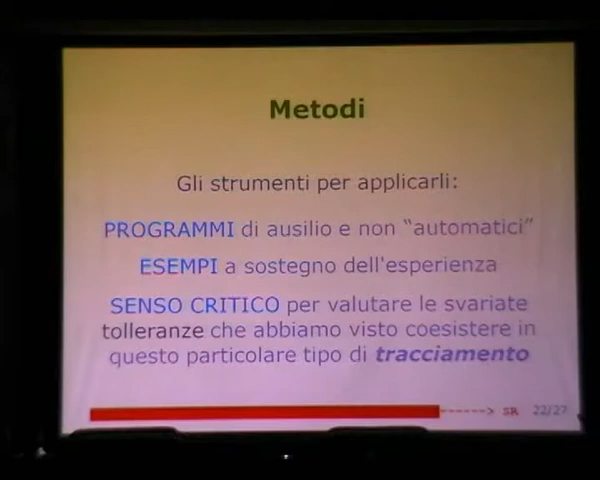 Metodi
Gli strumenti per applicarli:
PROGRAMMI di ausilio e non “automatici”
ESEMPI a sostegno dell'esperienza
SENSO CRITICO per valutare le svariate
tolleranze che abbiamo visto coesistere in
questo particolare tipo di tracciamento
-----> SR 22/27